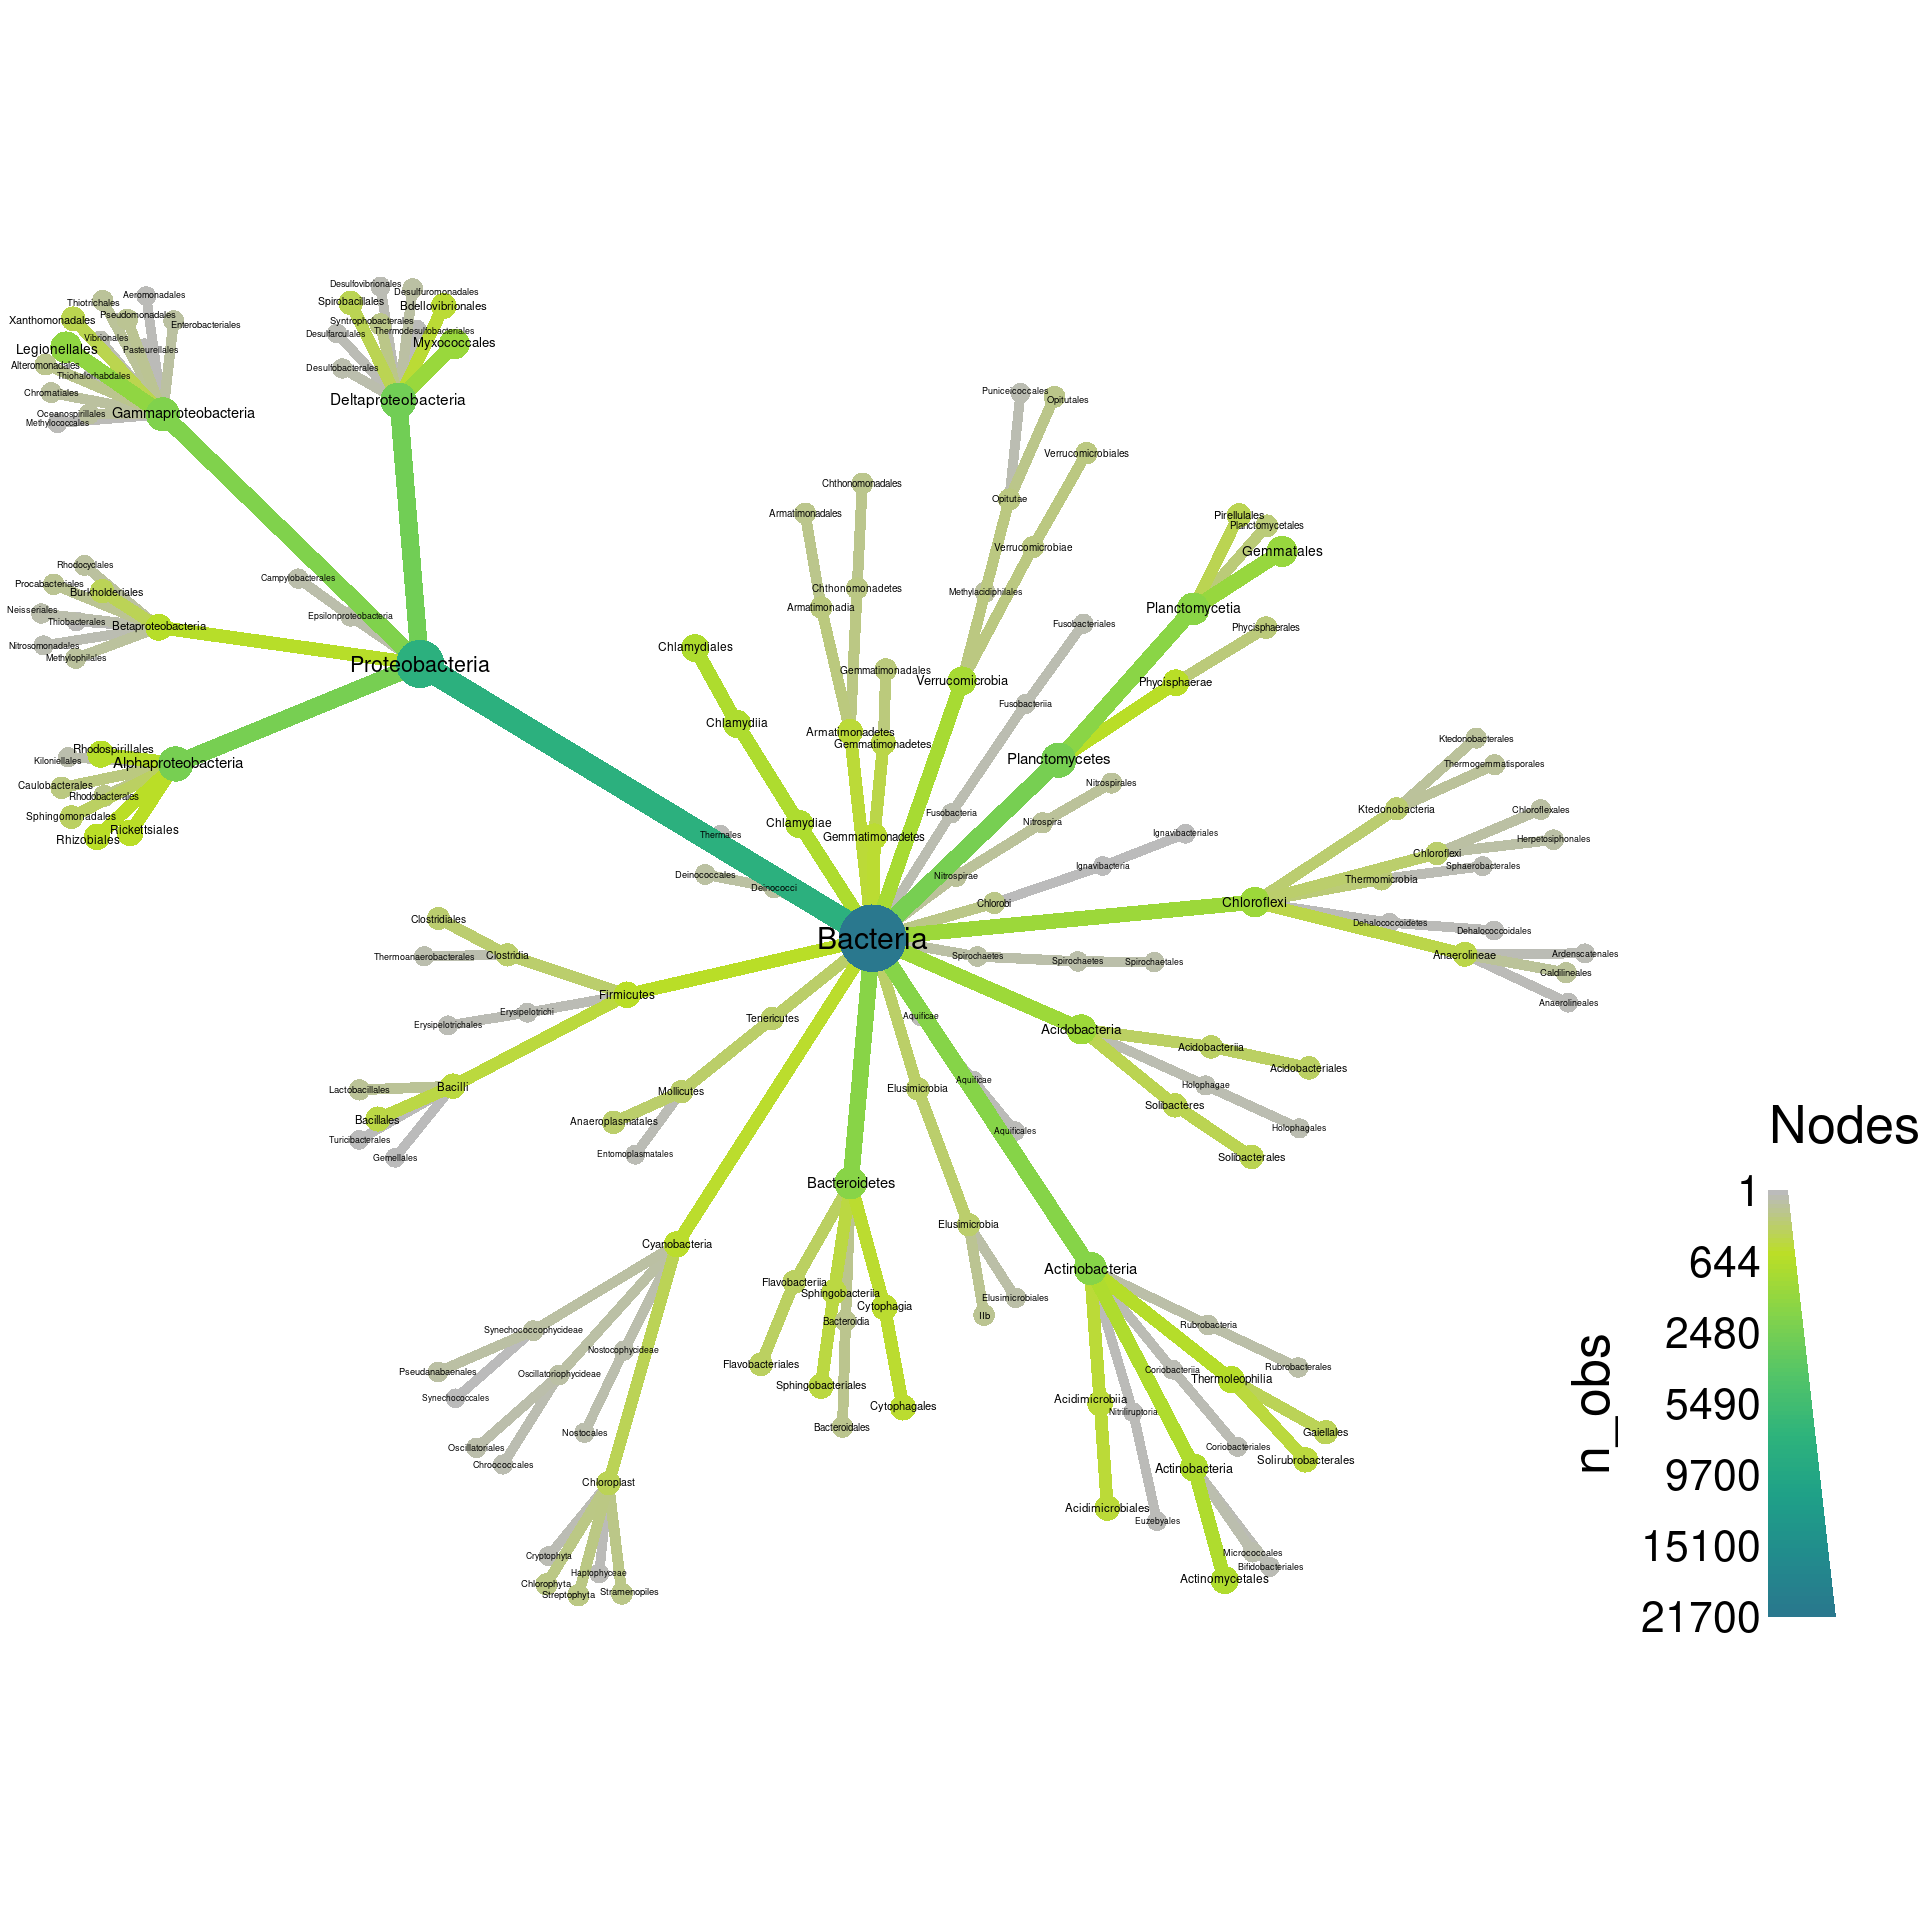 Desulfovibrionales
Desulfuromonadales
Aeromonadales
Thiotrichales
Spirobacillales
Bdellovibrionales
Pseudomonadales
Xanthomonadales
Syntrophobacterales
Enterobacteriales
Thermodesulfobacteriales
Desulfarculales
Vibrionales
Myxococcales
Legionellales
Pasteurellales
Alteromonadales
Desulfobacterales
Thiohalorhabdales
Chromatiales
Deltaproteobacteria
Oceanospirillales
Gammaproteobacteria
Methylococcales
Puniceicoccales
Opitutales
Verrucomicrobiales
Chthonomonadales
Opitutae
Armatimonadales
Pirellulales
Planctomycetales
Verrucomicrobiae
Gemmatales
Rhodocyclales
Campylobacterales
Procabacteriales
Burkholderiales
Chthonomonadetes
Methylacidiphilales
Armatimonadia
Planctomycetia
Neisseriales
Epsilonproteobacteria
Thiobacterales
Betaproteobacteria
Fusobacteriales
Phycisphaerales
Nitrosomonadales
Chlamydiales
Methylophilales
Proteobacteria
Gemmatimonadales
Verrucomicrobia
Phycisphaerae
Fusobacteriia
Chlamydiia
Armatimonadetes
Gemmatimonadetes
Ktedonobacterales
Rhodospirillales
Kiloniellales
Alphaproteobacteria
Planctomycetes
Thermogemmatisporales
Caulobacterales
Nitrospirales
Rhodobacterales
Sphingomonadales
Ktedonobacteria
Chloroflexales
Fusobacteria
Nitrospira
Chlamydiae
Rickettsiales
Rhizobiales
Thermales
Gemmatimonadetes
Ignavibacteriales
Herpetosiphonales
Chloroflexi
Ignavibacteria
Sphaerobacterales
Deinococcales
Nitrospirae
Thermomicrobia
Deinococci
Chlorobi
Chloroflexi
Clostridiales
Dehalococcoidetes
Dehalococcoidales
Bacteria
Thermoanaerobacterales
Clostridia
Spirochaetes
Spirochaetes
Spirochaetales
Anaerolineae
Ardenscatenales
Caldilineales
Firmicutes
Anaerolineales
Erysipelotrichi
Erysipelotrichales
Tenericutes
Aquificae
Acidobacteria
Acidobacteriia
Acidobacteriales
Aquificae
Holophagae
Lactobacillales
Bacilli
Mollicutes
Elusimicrobia
Solibacteres
Bacillales
Anaeroplasmatales
Aquificales
Holophagales
Turicibacterales
Gemellales
Entomoplasmatales
Solibacterales
Bacteroidetes
Elusimicrobia
Cyanobacteria
Actinobacteria
Flavobacteriia
Sphingobacteriia
Cytophagia
Elusimicrobiales
IIb
Bacteroidia
Rubrobacteria
Synechococcophycideae
Nostocophycideae
Flavobacteriales
Rubrobacterales
Pseudanabaenales
Oscillatoriophycideae
Coriobacteriia
Thermoleophilia
Sphingobacteriales
Synechococcales
Acidimicrobiia
Cytophagales
Nitriliruptoria
Bacteroidales
Nostocales
Gaiellales
Oscillatoriales
Coriobacteriales
Chroococcales
Solirubrobacterales
Actinobacteria
Chloroplast
Acidimicrobiales
Euzebyales
Cryptophyta
Micrococcales
Bifidobacteriales
Haptophyceae
Actinomycetales
Chlorophyta
Streptophyta
Stramenopiles
Nodes
n_obs
1
644
2480
5490
9700
15100
21700